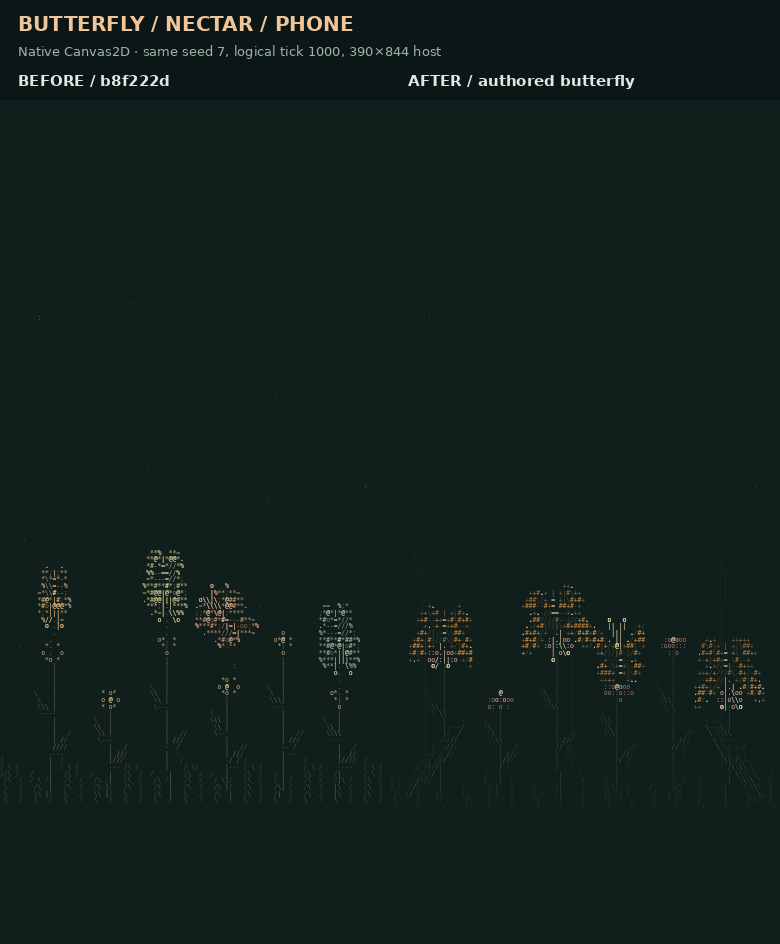 BUTTERFLY / NECTAR / PHONE
Native Canvas2D · same seed 7, logical tick 1000, 390×844 host
BEFORE / b8f222d
AFTER / authored butterfly